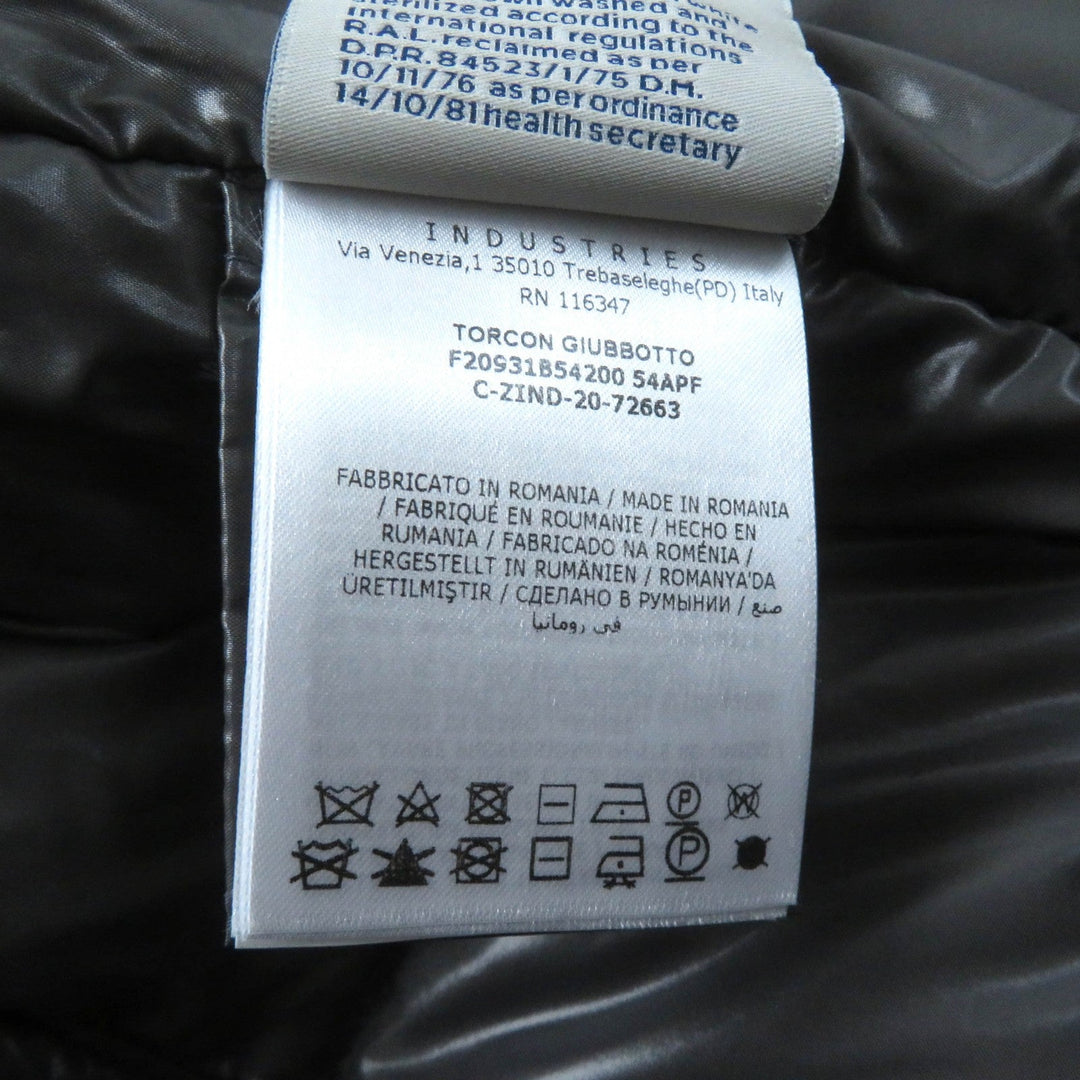 washed and
sterilized according to the
international regulations
R.A.L. reclaimed as per
D.P.R. 84523/1/75 D.M.
10/11/76 as per ordinance
14/10/81 health secretary
INDUSTRIES
Via Venezia,1 35010 Trebaseleghe(PD) Italy
RN 116347
TORCON GIUBBOTTO
F20931B54200 54APF
C-ZIND-20-72663
FABBRICATO IN ROMANIA / MADE IN ROMANIA
/ FABRIQUÉ EN ROUMANIE / HECHO EN
RUMANIA / FABRICADO NA ROMÉNIA /
HERGESTELLT IN RUMÄNIEN / ROMANYA'DA
ÜRETILMIŞTIR / СДЕЛАНО В РУМЫНИИ / صنع
في رومانيا
P W
P